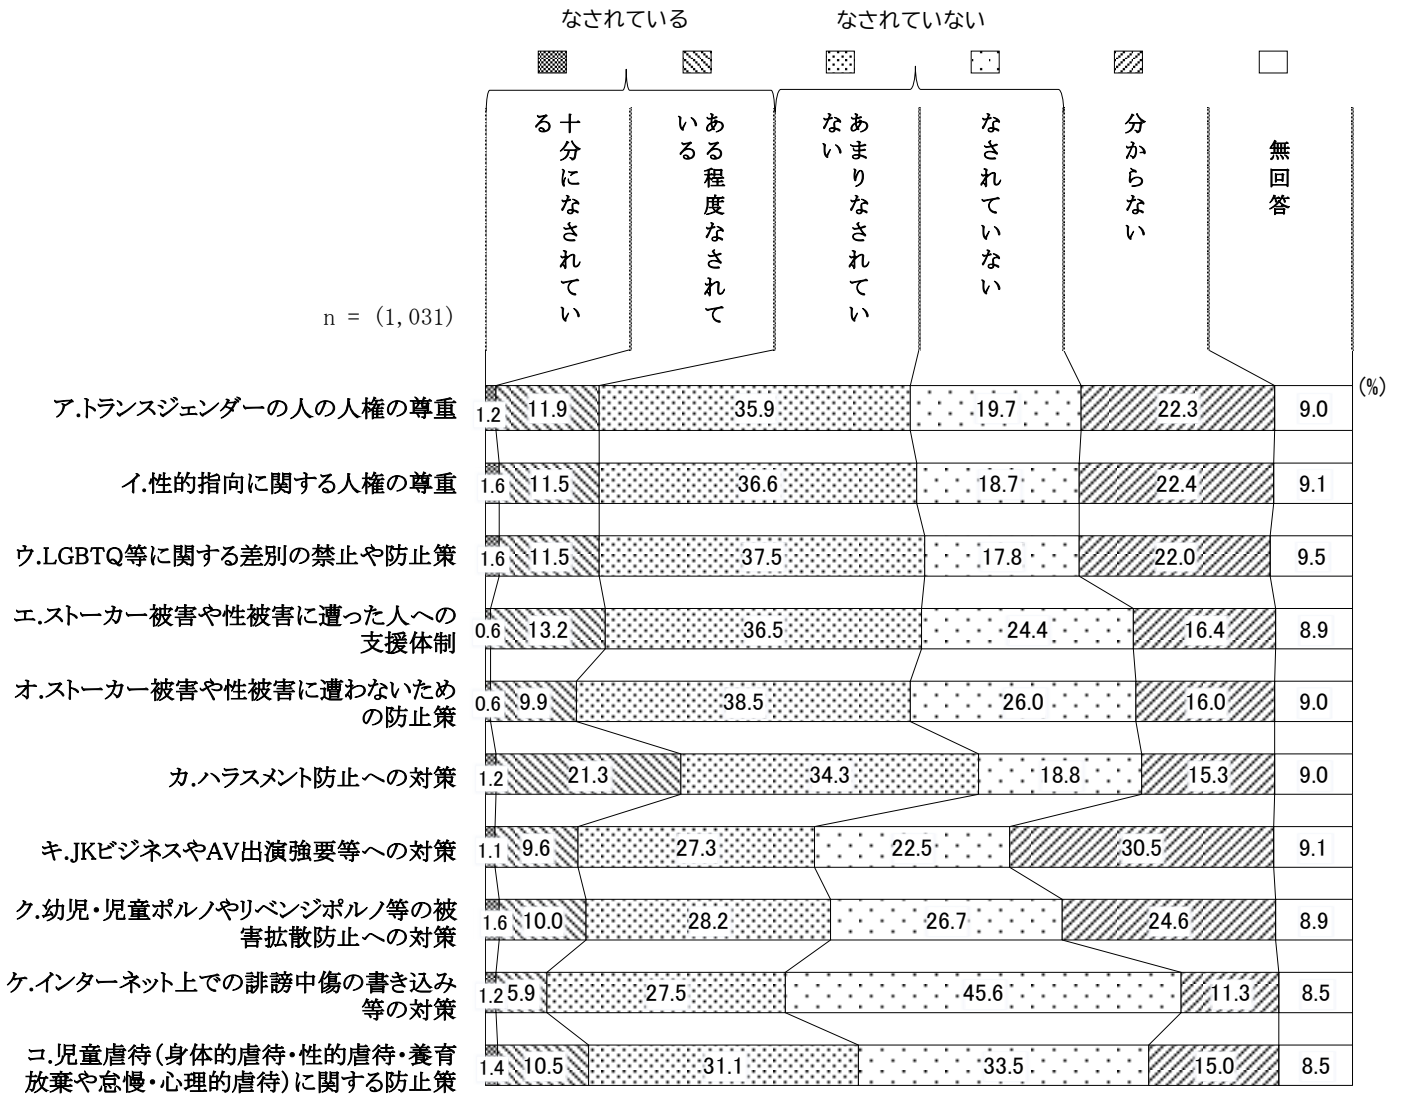 なされている
なされていない
十分になされてい
る
ある程度なされて
いる
あまりなされてい
ない
なされていない
分からない
無回答
n = (1,031)
(%)
ア.トランスジェンダーの人の人権の尊重
1.2 11.9 35.9 19.7 22.3 9.0
イ.性的指向に関する人権の尊重
1.6 11.5 36.6 18.7 22.4 9.1
ウ.LGBTQ等に関する差別の禁止や防止策
1.6 11.5 37.5 17.8 22.0 9.5
エ.ストーカー被害や性被害に遭った人への
支援体制
0.6 13.2 36.5 24.4 16.4 8.9
オ.ストーカー被害や性被害に遭わないため
の防止策
0.6 9.9 38.5 26.0 16.0 9.0
カ.ハラスメント防止への対策
1.2 21.3 34.3 18.8 15.3 9.0
キ.JKビジネスやAV出演強要等への対策
1.1 9.6 27.3 22.5 30.5 9.1
ク.幼児・児童ポルノやリベンジポルノ等の被
害拡散防止への対策
1.6 10.0 28.2 26.7 24.6 8.9
ケ.インターネット上での誹謗中傷の書き込み
等の対策
1.2 5.9 27.5 45.6 11.3 8.5
コ.児童虐待(身体的虐待・性的虐待・養育
放棄や怠慢・心理的虐待)に関する防止策
1.4 10.5 31.1 33.5 15.0 8.5